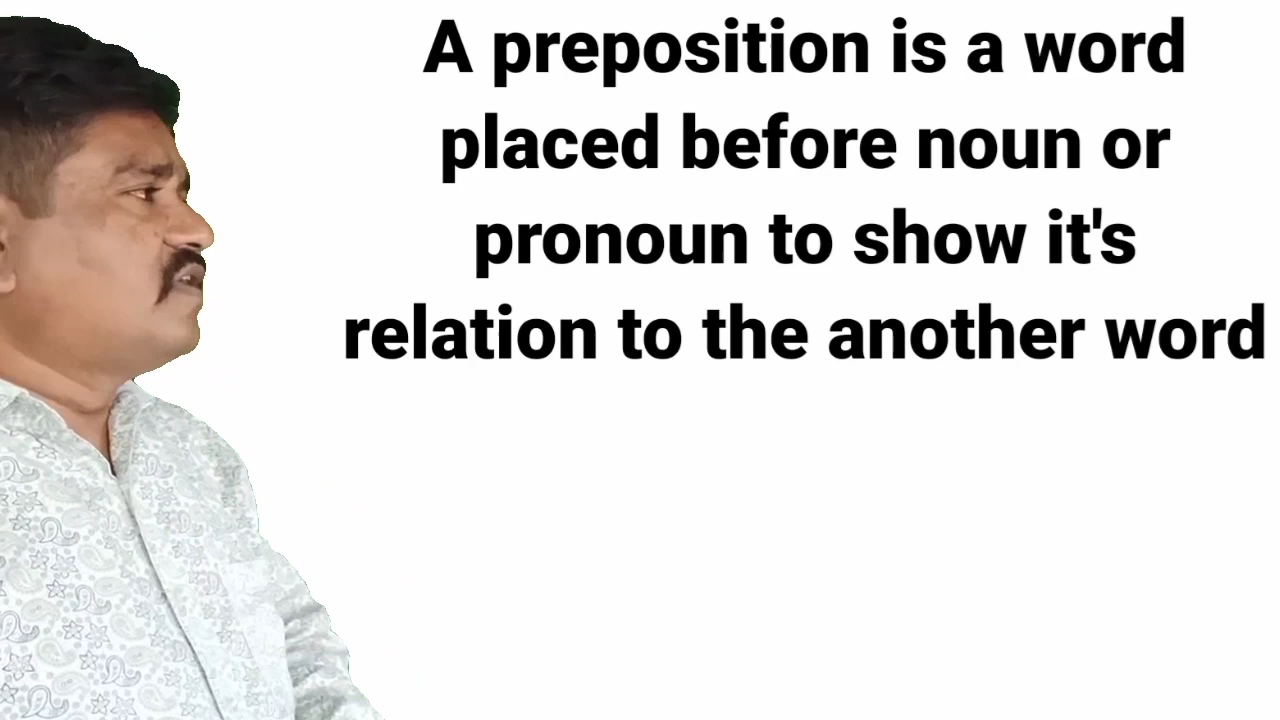 A preposition is a word
placed before noun or
pronoun to show it's
relation to the another word